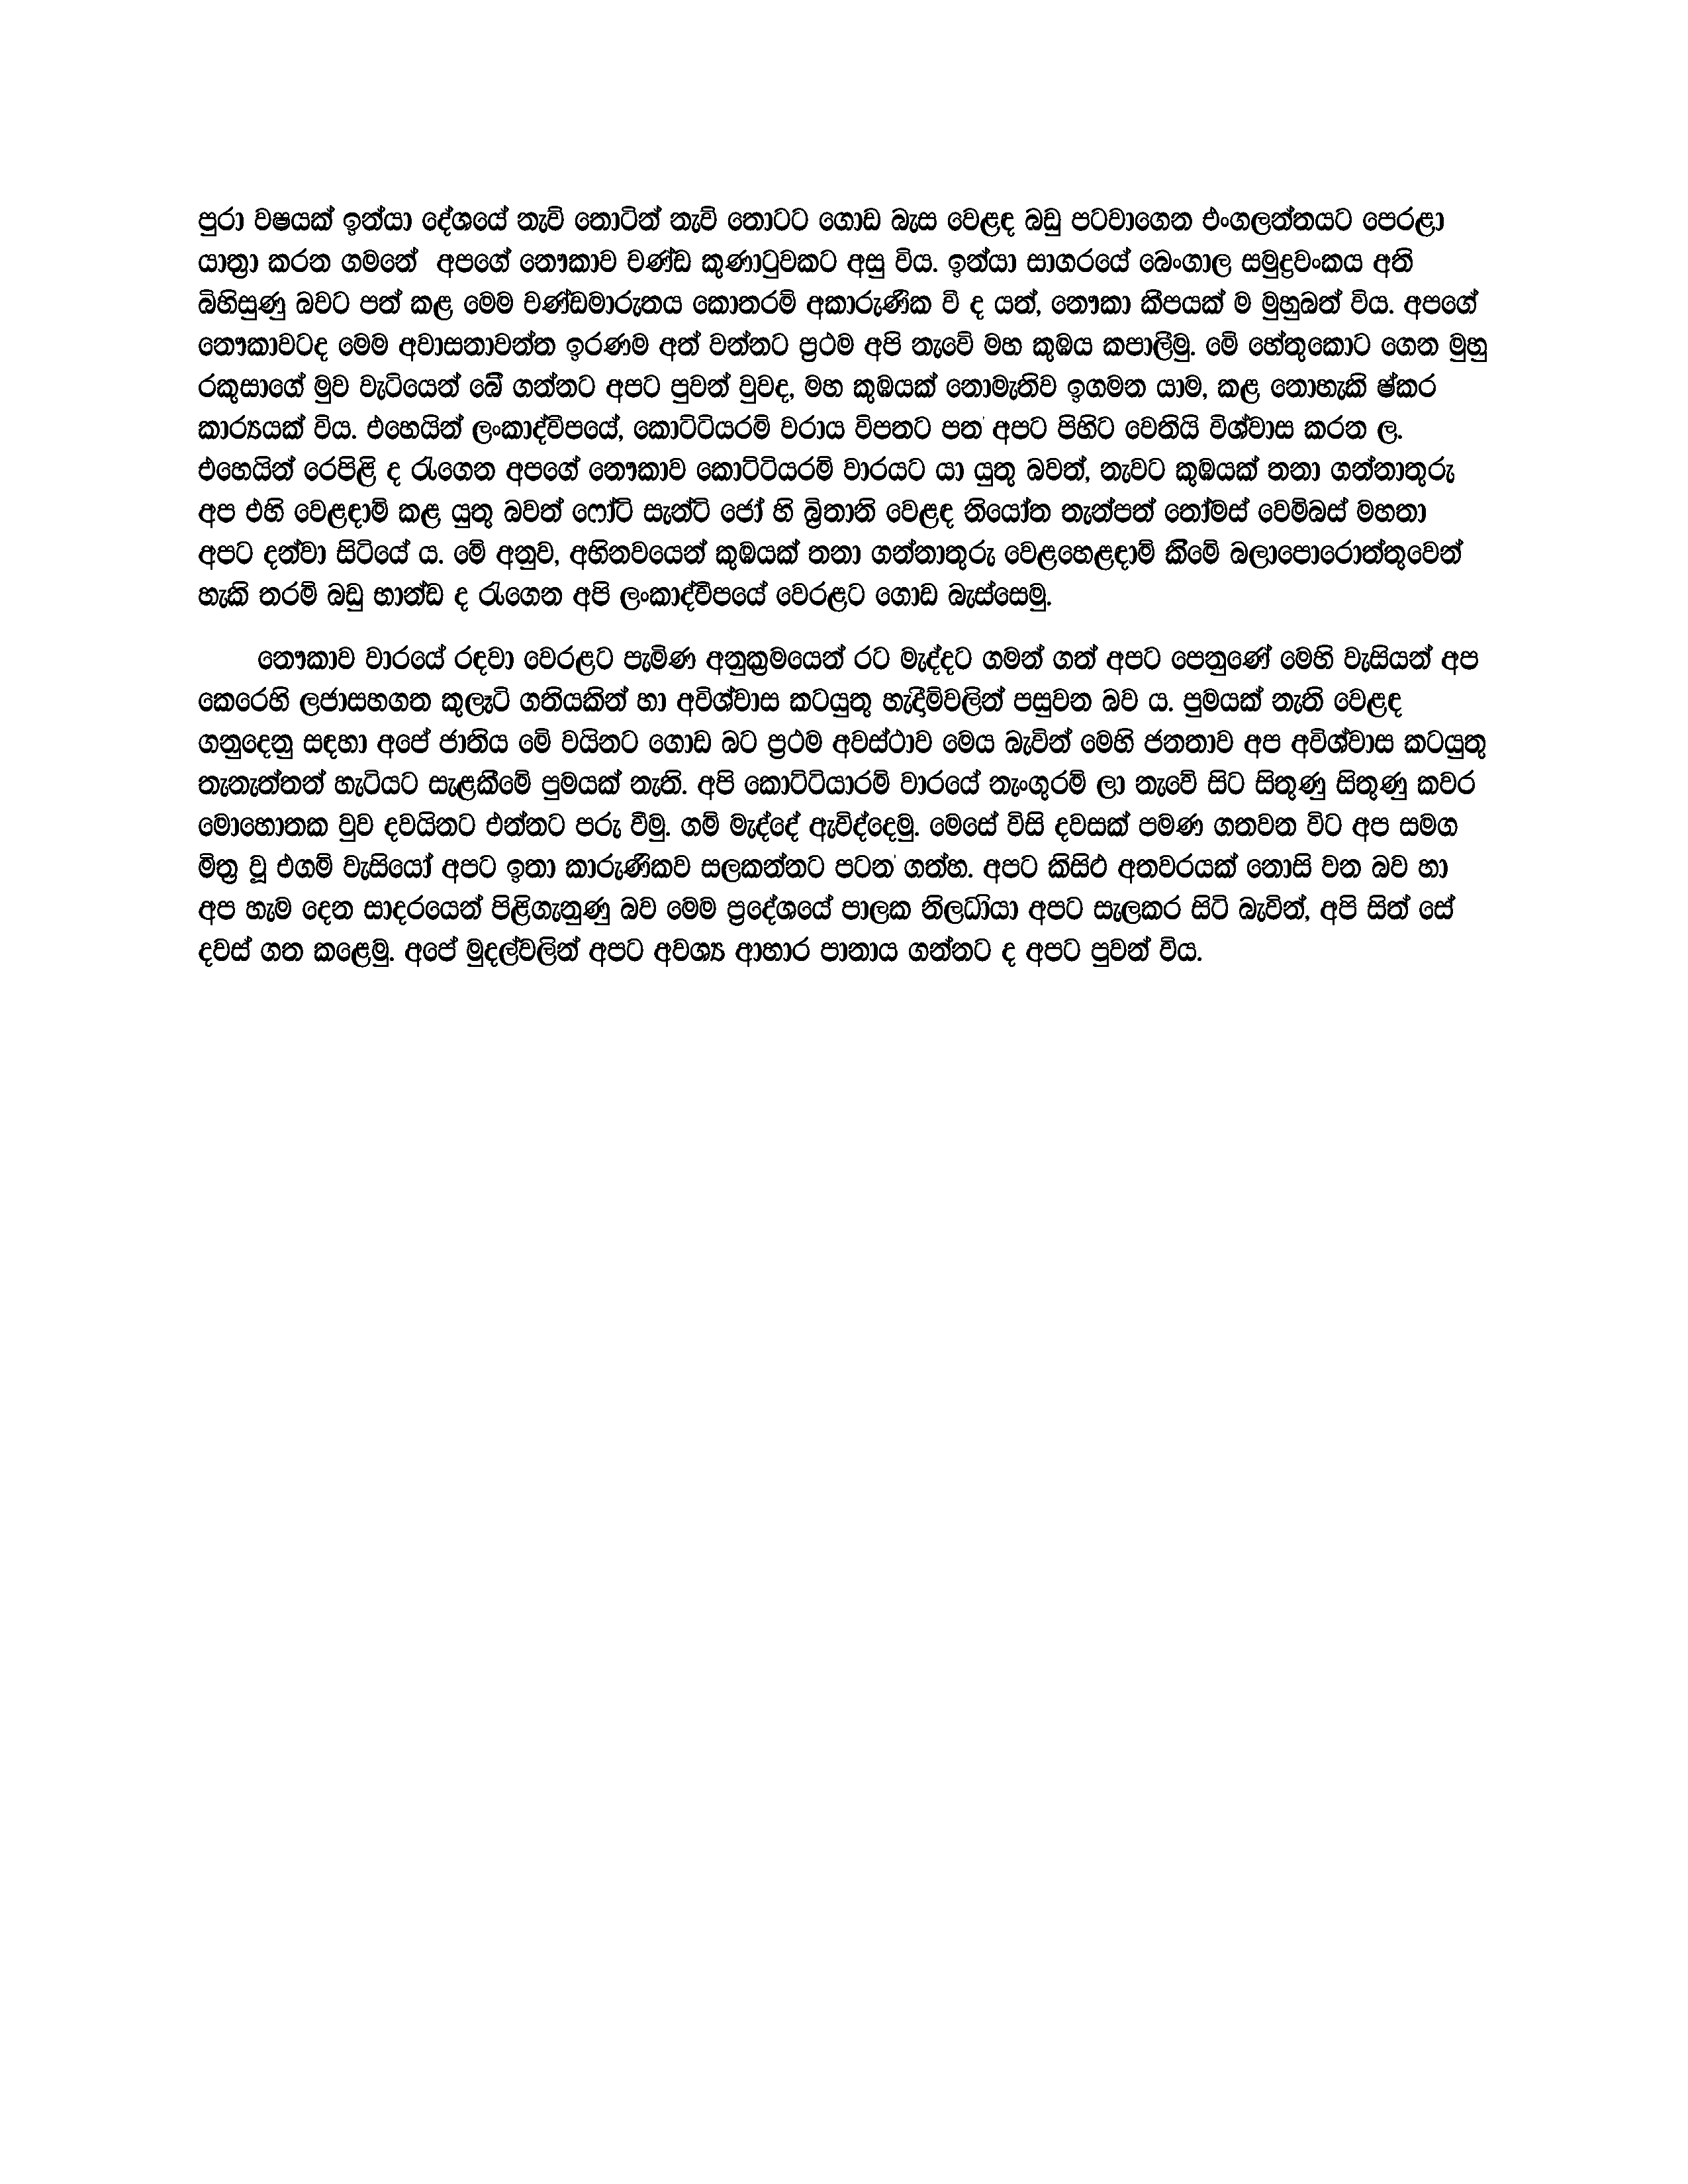 පුරා වෂයක් ඉන්යා දේශයේ නැව් තොටින් නැව් තොටට ගොඩ බැස වෙළඳ බඩු පටවාගෙන එංගලන්තයට පෙරළා
යාත්‍රා කරන ගමනේ අපගේ නෞකාව චණ්ඩ කුණාටුවකට අසු විය. ඉන්යා සාගරයේ බෙංගාල සමුද්‍රවංකය අති
බිහිසුණු බවට පත් කළ මෙම චණ්ඩමාරුතය කොතරම් අකාරුණික වී ද යත්, නෞකා කීපයක් ම මුහුබත් විය. අපගේ
නෞකාවටද මෙම අවාසනාවන්ත ඉරණම අත් වන්නට ප්‍රථම අපි නැවේ මහ කුඹය කපාලීමු. මේ හේතුකොට ගෙන මුහු
රකුසාගේ මුව වැටියෙන් බේී ගන්නට අපට පුවන් වුවද, මහ කුඹයක් නොමැතිව ඉගමන යාම, කළ නොහැකි ෂ්කර
කාර්‍යයක් විය. එහෙයින් ලංකාද්වීපයේ, කොට්ටියරම් වරාය විපතට පත් අපට පිහිට වෙතියි විශ්වාස කරන ල.
එහෙයින් රෙපිළි ද රැගෙන අපගේ නෞකාව කොට්ටියරම් වාරයට යා යුතු බවත්, නැවට කුඹයක් තනා ගන්නාතුරු
අප එහි වෙළඳාම් කළ යුතු බවත් ෆෝට් සැන්ට් ජෝ හි බ්‍රිතානි වෙළඳ නියෝත තැන්පත් තෝමස් චෙම්බස් මහතා
අපට දන්වා සිටියේ ය. මේ අනුව, අභිනවයෙන් කුඹයක් තනා ගන්නාතුරු වෙළහෙළඳාම් කිීමේ බලාපොරොත්තුවෙන්
හැකි තරම් බඩු භාන්ඩ ද රැගෙන අපි ලංකාද්වීපයේ වෙරළට ගොඩ බැස්සෙමු.
නෞකාව වාරයේ රඳවා වෙරළට පැමිණ අනුක්‍රමයෙන් රට මැද්දට ගමන් ගත් අපට පෙනුණේ මෙහි වැසියන් අප
කෙරෙහි ලජාසහගත කුලෑටි ගතියකින් හා අවිශ්වාස කටයුතු හැඳීම්වලින් පසුවන බව ය. පුමයක් නැති වෙළඳ
ගනුදෙනු සඳහා අපේ ජාතිය මේ වයිනට ගොඩ බට ප්‍රථම අවස්ථාව මෙය බැවින් මෙහි ජනතාව අප අවිශ්වාස කටයුතු
තැනැත්තන් හැටියට සැළකීමේ පුමයක් නැති. අපි කොට්ටියාරම් වාරයේ නැංගුරම් ලා නැවේ සිට සිතුණු සිතුණු කවර
මොහොතක වුව දවයිනට එන්නට පරු වීමු. ගම් මැද්දේ ඇවිද්දෙමු. මෙසේ විසි දවසක් පමණ ගතවන විට අප සමග
මිත්‍ර වූ එගම් වැසියෝ අපට ඉතා කාරුණිකව සලකන්නට පටන් ගත්හ. අපට කිසිළු අතවරයක් නොසි වන බව හා
අප හැම දෙන සාදරයෙන් පිළිගැනුණු බව මෙම ප්‍රදේශයේ පාලක නිලධායා අපට සැලකර සිටි බැවින්, අපි සිත් සේ
දවස් ගත කළෙමු. අපේ මුදල්වලින් අපට අවශ්‍ය ආහාර පානාය ගන්නට ද අපට පුවන් විය.